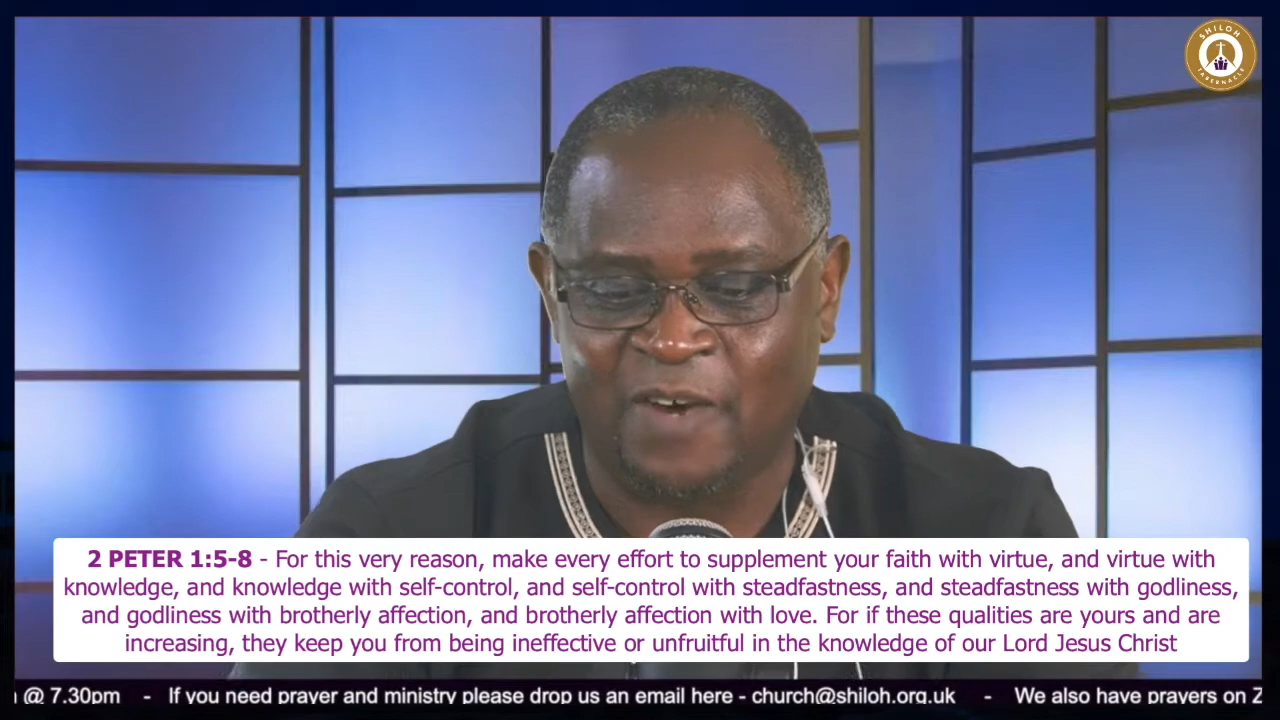 SHILOH
TABERNACLE
2 PETER 1:5-8 - For this very reason, make every effort to supplement your faith with virtue, and virtue with
knowledge, and knowledge with self-control, and self-control with steadfastness, and steadfastness with godliness,
and godliness with brotherly affection, and brotherly affection with love. For if these qualities are yours and are
increasing, they keep you from being ineffective or unfruitful in the knowledge of our Lord Jesus Christ
@ 7.30pm - If you need prayer and ministry please drop us an email here - church@shiloh.org.uk - We also have prayers on Z